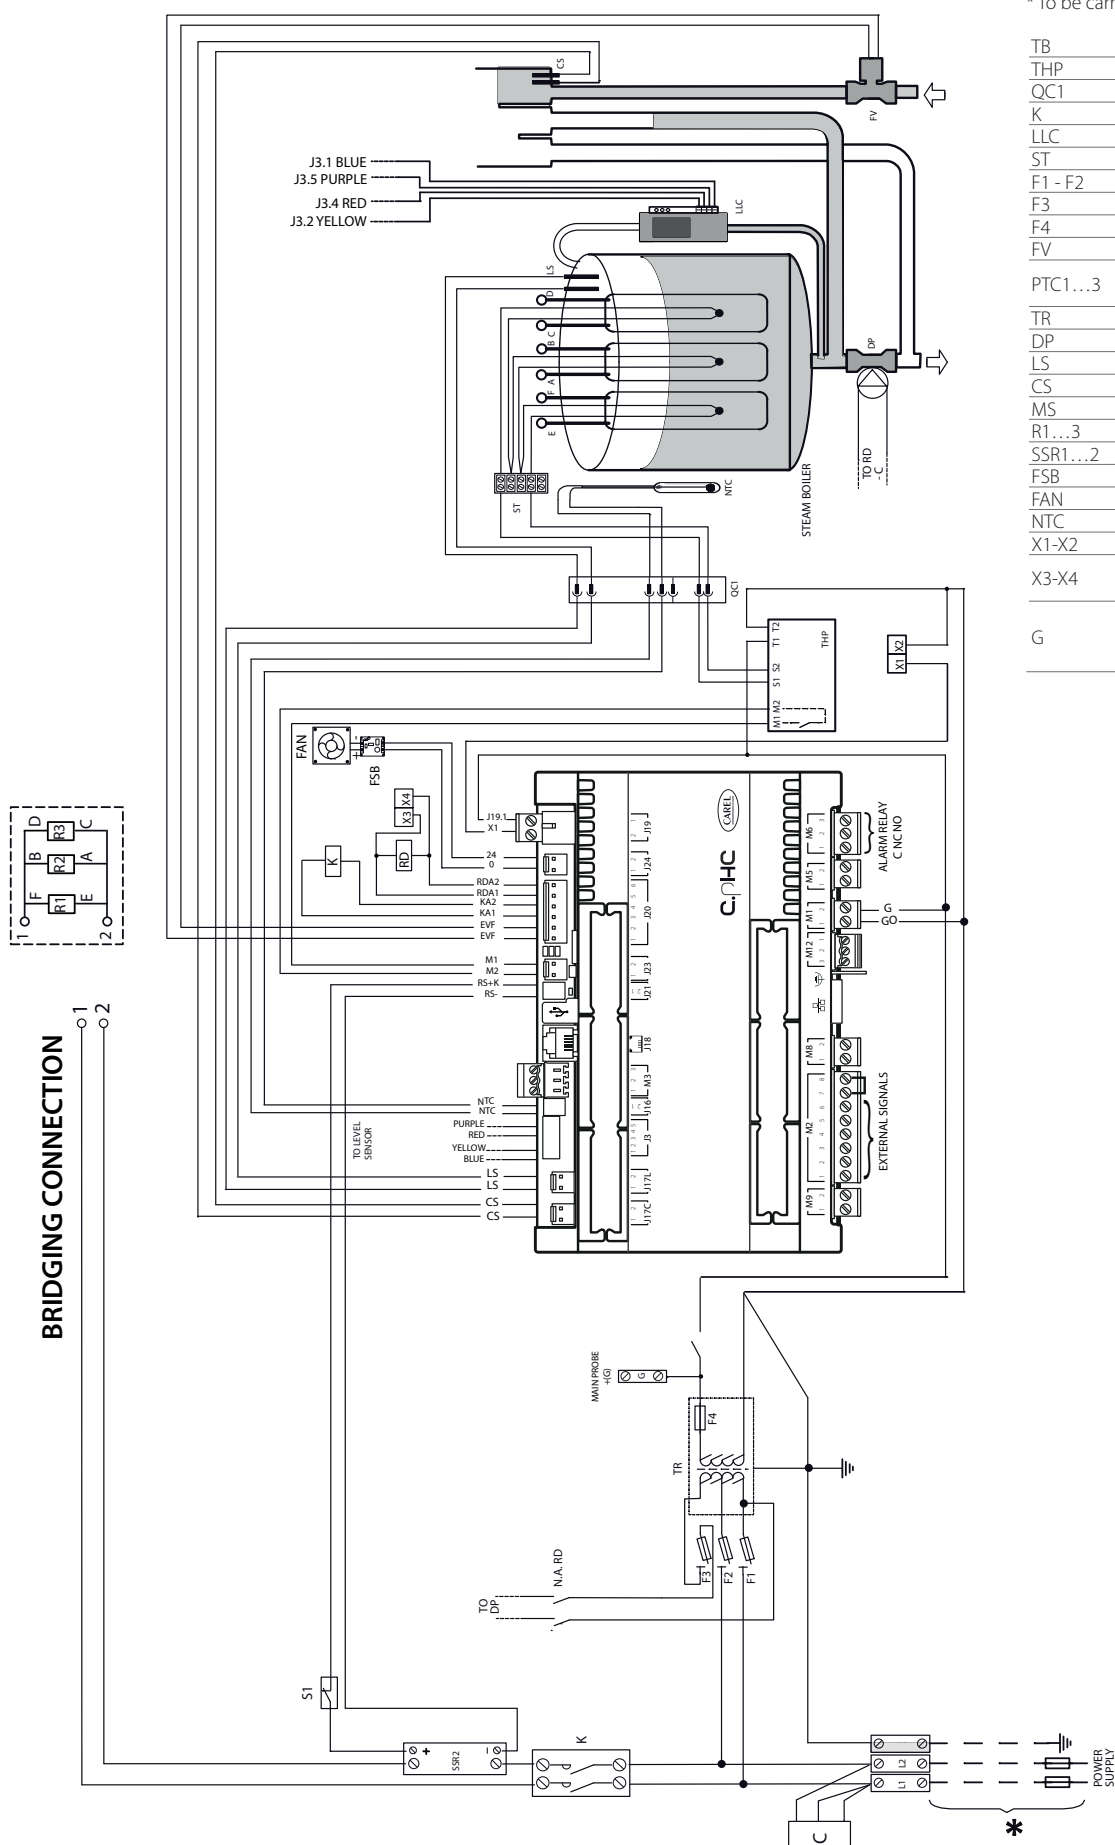 * To be carr
TB
THP
QC1
K
LLC
ST
F1 - F2
F3
F4
FV
PTC1…3
TR
DP
LS
CS
MS
R1…3
SSR1…2
FSB
FAN
NTC
X1-X2
X3-X4
G
CS
FV
J3.1 BLUE
J3.5 PURPLE
J3.4 RED
J3.2 YELLOW
LLC
LS
D
C
B
A
F
E
DP
TO RD
- C
STEAM BOILER
NTC
ST
QC1
T2
T1
S2
S1
M2
M1
THP
X2
X1
FAN
- +
FSB
X4
X3
K
RD
J19.1
X1
24
0
RDA2
RDA1
KA2
KA1
EVF
EVF
M1
M2
RS+K
RS-
NTC
NTC
PURPLE
RED
YELLOW
BLUE
LS
LS
CS
CS
TO LEVEL
SENSOR
J19
J24
J20
J23
J21
J18
M3
J16
J3
J17L
J17C
CAREL
c.pHC
M6
M5
M1
M12
M8
M2
M9
ALARM RELAY
C NC NO
G
GO
EXTERNAL SIGNALS
D
R3
C
B
R2
A
F
R1
E
1
2
BRIDGING CONNECTION
1
2
MAIN PROBE
+(G)
G
F4
TR
F3
F2
F1
N.A. RD
TO
DP
S1
+
SSR2
-
K
L2
L1
C
POWER
SUPPLY
*